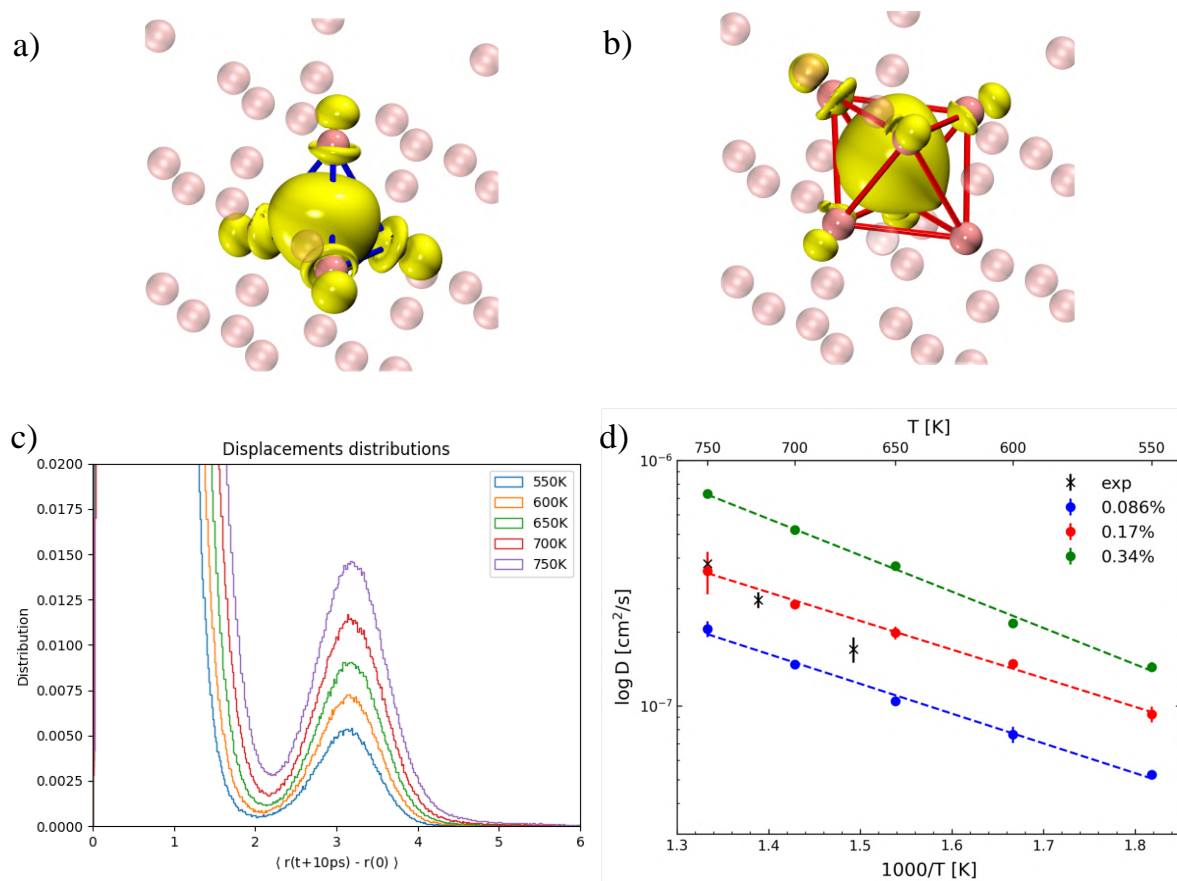 a)
b)
c)
Displacements distributions
0.0200
0.0175
0.0150
0.0125
0.0100
0.0075
0.0050
0.0025
0.0000
Distribution
550K
600K
650K
700K
750K
0 1 2 3 4 5 6
⟨ r(t+10ps) - r(0) ⟩
d)
T [K]
750 700 650 600 550
10⁻⁶
10⁻⁷
log D [cm²/s]
exp
0.086%
0.17%
0.34%
1.3 1.4 1.5 1.6 1.7 1.8
1000/T [K]